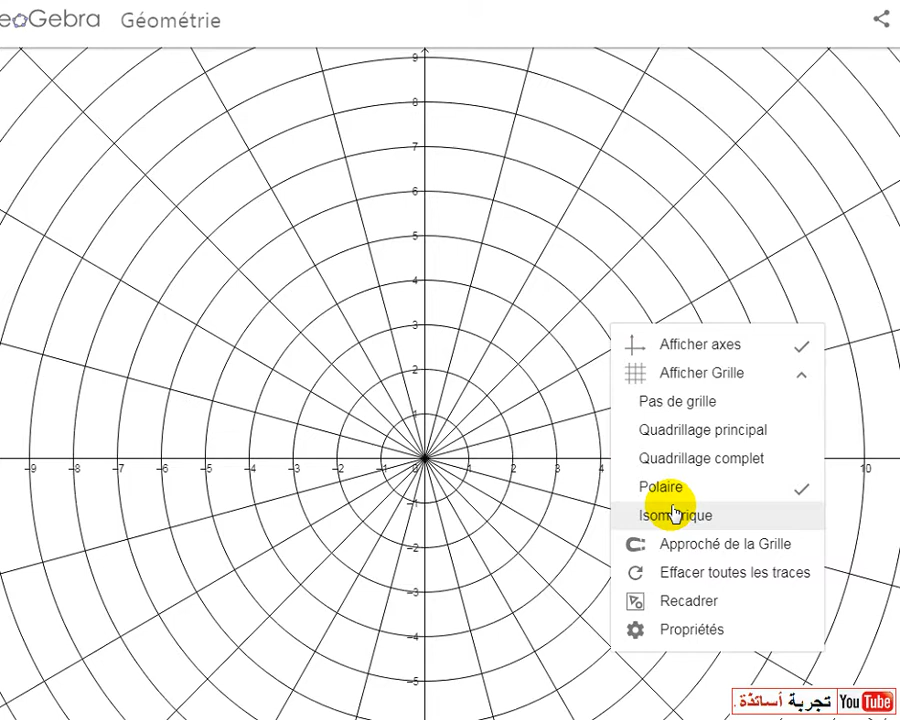 eoGebra Géométrie
9
8
7
6
5
4
3
2
1
-9 -8 -7 -6 -5 -4 -3 -2 -1 0 1 2 3 4 10
-1
-2
-3
-4
-5
Afficher axes
Afficher Grille
Pas de grille
Quadrillage principal
Quadrillage complet
Polaire
Isométrique
Approché de la Grille
Effacer toutes les traces
Recadrer
Propriétés
تجربة أساتذة. YouTube